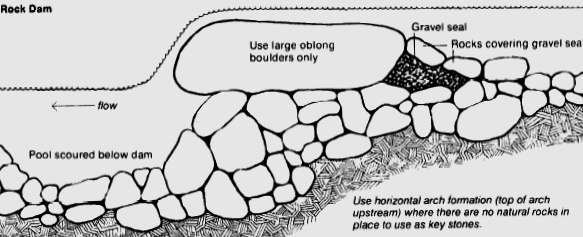 Rock Dam
Gravel seal
Use large oblong
boulders only
Rocks covering gravel seal
flow
Pool scoured below dam
Use horizontal arch formation (top of arch
upstream) where there are no natural rocks in
place to use as key stones.